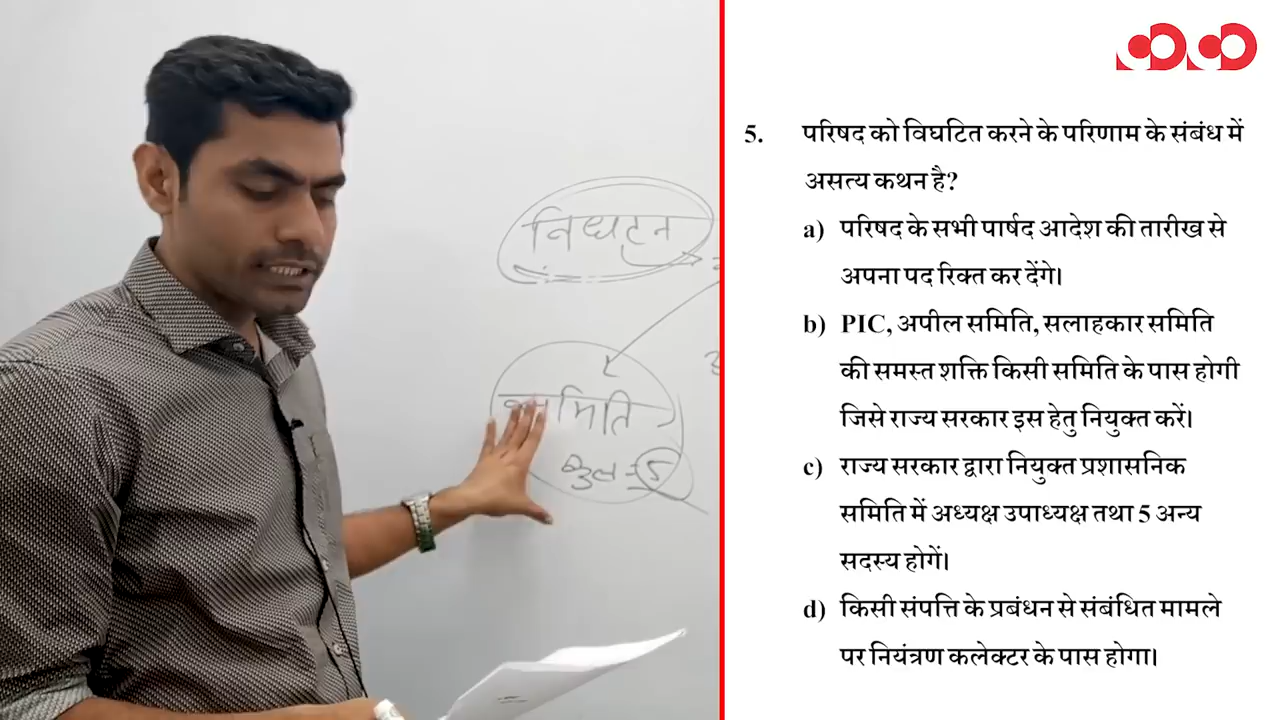 विघटन
समिति
कुल = 5
5. परिषद को विघटित करने के परिणाम के संबंध में
असत्य कथन है?
a) परिषद के सभी पार्षद आदेश की तारीख से
अपना पद रिक्त कर देंगे।
b) PIC, अपील समिति, सलाहकार समिति
की समस्त शक्ति किसी समिति के पास होगी
जिसे राज्य सरकार इस हेतु नियुक्त करें।
c) राज्य सरकार द्वारा नियुक्त प्रशासनिक
समिति में अध्यक्ष उपाध्यक्ष तथा 5 अन्य
सदस्य होगें।
d) किसी संपत्ति के प्रबंधन से संबंधित मामले
पर नियंत्रण कलेक्टर के पास होगा।